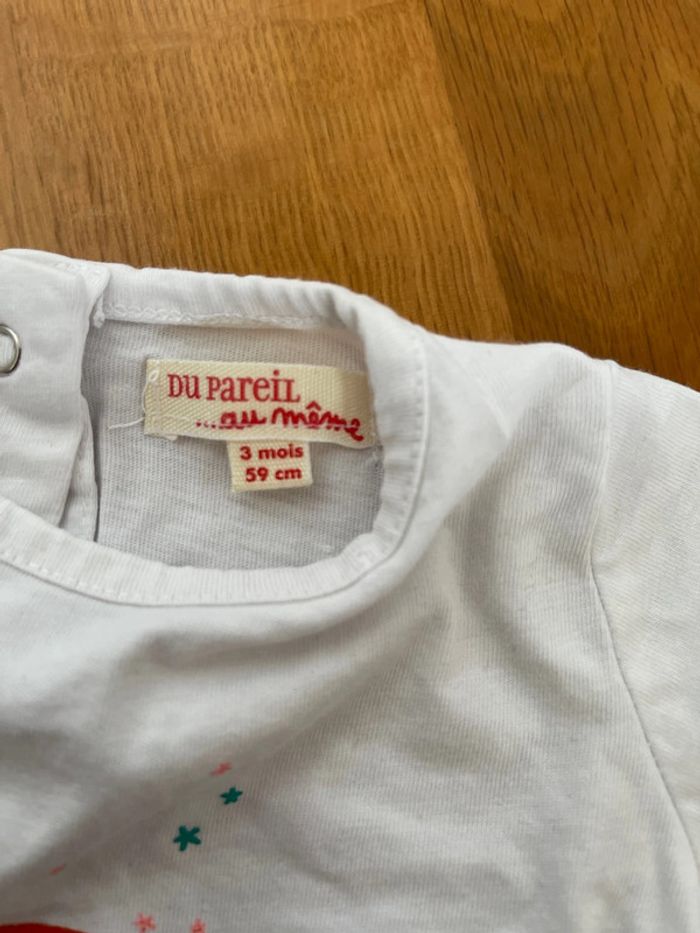 DU PAREIL
...au même
3 mois
59 cm